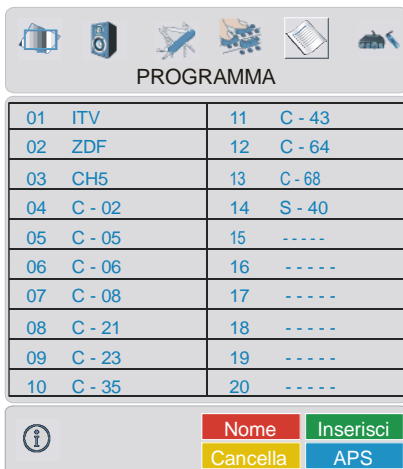 PROGRAMMA
01 ITV
02 ZDF
03 CH5
04 C - 02
05 C - 05
06 C - 06
07 C - 08
08 C - 21
09 C - 23
10 C - 35
11 C - 43
12 C - 64
13 C - 68
14 S - 40
15 - - - - -
16 - - - - -
17 - - - - -
18 - - - - -
19 - - - - -
20 - - - - -
i
Nome Inserisci
Cancella APS